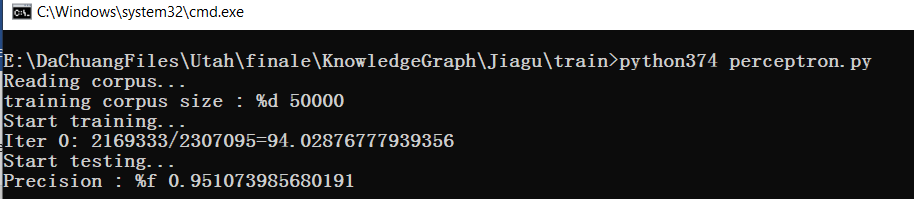 C:\Windows\system32\cmd.exe
E:\DaChuangFiles\Utah\finale\KnowledgeGraph\Jiagu\train>python374 perceptron.py
Reading corpus...
training corpus size : %d 50000
Start training...
Iter 0: 2169333/2307095=94.02876777939356
Start testing...
Precision : %f 0.951073985680191